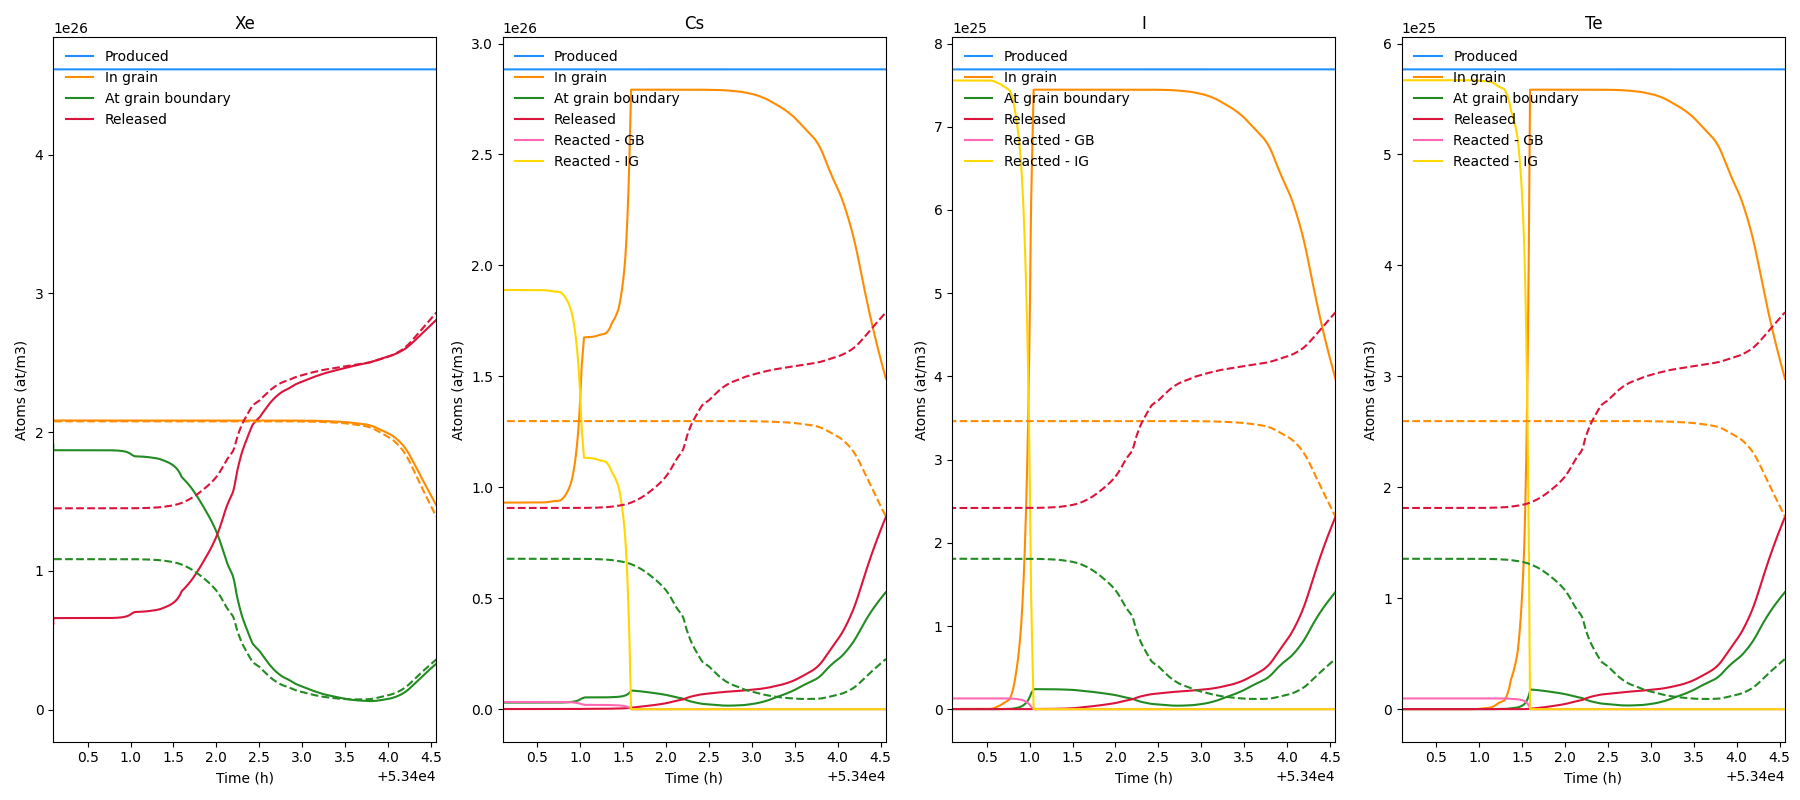 Xe
1e26
Produced
In grain
At grain boundary
Released
4
3
2
1
0
Atoms (at/m3)
0.5 1.0 1.5 2.0 2.5 3.0 3.5 4.0 4.5
Time (h)
+5.34e4
Cs
1e26
3.0
Produced
In grain
At grain boundary
Released
Reacted - GB
Reacted - IG
2.5
2.0
1.5
1.0
0.5
0.0
Atoms (at/m3)
0.5 1.0 1.5 2.0 2.5 3.0 3.5 4.0 4.5
Time (h)
+5.34e4
I
1e25
8
Produced
In grain
At grain boundary
Released
Reacted - GB
Reacted - IG
7
6
5
4
3
2
1
0
Atoms (at/m3)
0.5 1.0 1.5 2.0 2.5 3.0 3.5 4.0 4.5
Time (h)
+5.34e4
Te
1e25
6
Produced
In grain
At grain boundary
Released
Reacted - GB
Reacted - IG
5
4
3
2
1
0
Atoms (at/m3)
0.5 1.0 1.5 2.0 2.5 3.0 3.5 4.0 4.5
Time (h)
+5.34e4